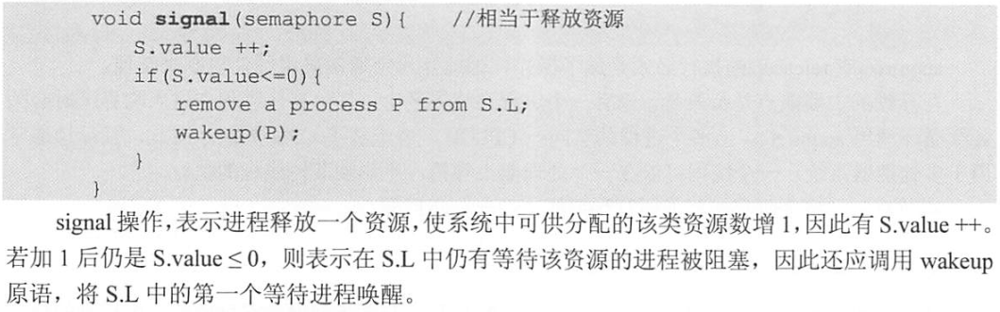 void signal(semaphore S){    //相当于释放资源
S.value ++;
if(S.value<=0){
remove a process P from S.L;
wakeup(P);
}
}
signal 操作,表示进程释放一个资源,使系统中可供分配的该类资源数增 1,因此有 S.value ++。
若加 1 后仍是 S.value ≤ 0，则表示在 S.L 中仍有等待该资源的进程被阻塞，因此还应调用 wakeup
原语，将 S.L 中的第一个等待进程唤醒。